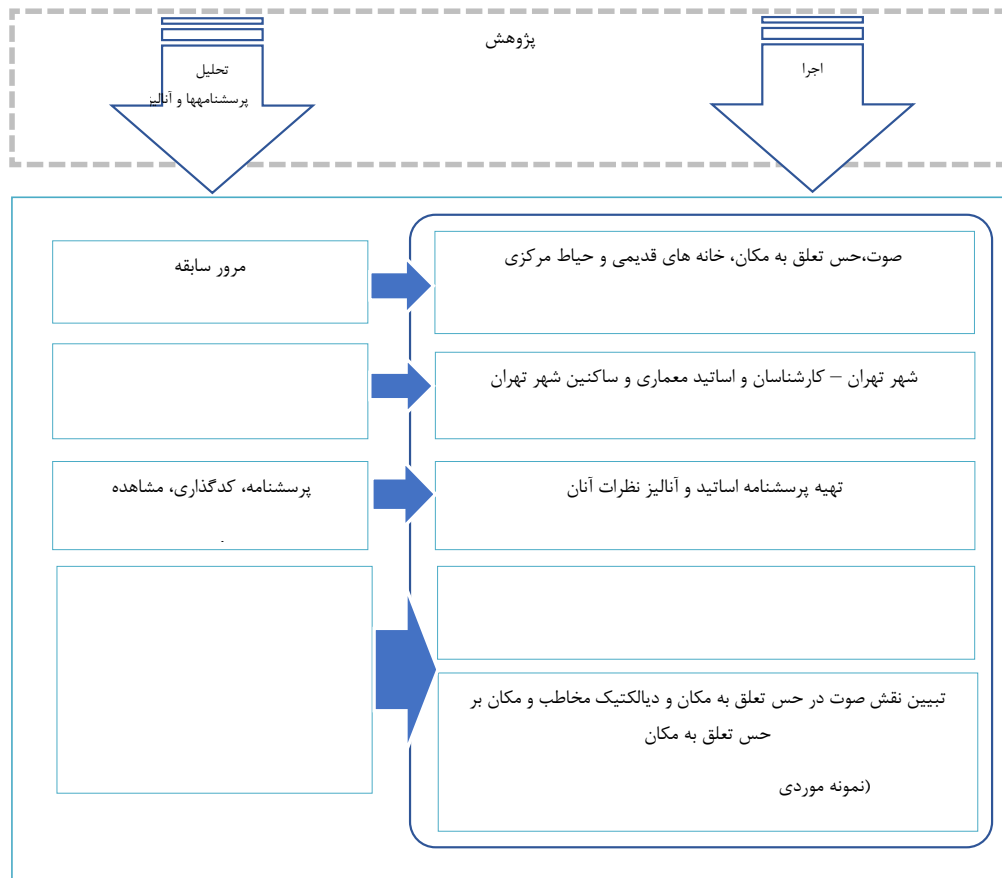 پژوهش
اجرا
تحلیل
پرسشنامهها و آنالیز
صوت،حس تعلق به مکان، خانه های قدیمی و حیاط مرکزی
مرور سابقه
شهر تهران – کارشناسان و اساتید معماری و ساکنین شهر تهران
تهیه پرسشنامه اساتید و آنالیز نظرات آنان
پرسشنامه، کدگذاری، مشاهده
.
تبیین نقش صوت در حس تعلق به مکان و دیالکتیک مخاطب و مکان بر
حس تعلق به مکان
(نمونه موردی